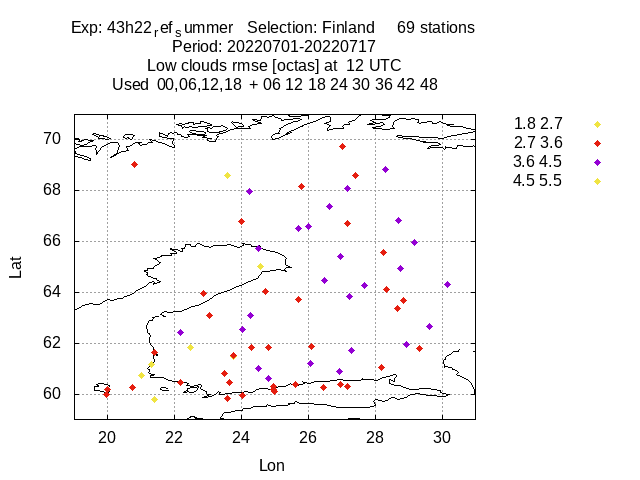 Exp: 43h22ref_summer Selection: Finland 69 stations
Period: 20220701-20220717
Low clouds rmse [octas] at 12 UTC
Used 00,06,12,18 + 06 12 18 24 30 36 42 48
1.8 2.7
2.7 3.6
3.6 4.5
4.5 5.5
70
68
66
64
62
60
Lat
20 22 24 26 28 30
Lon